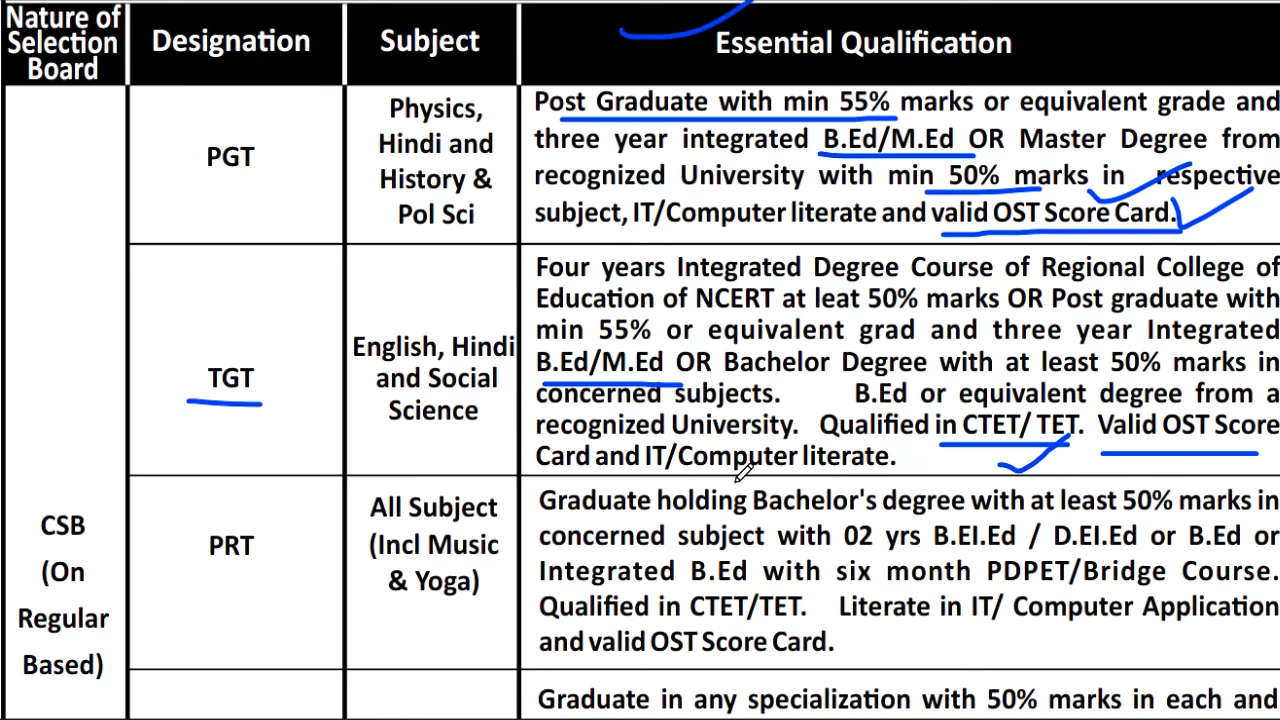 Nature of
Selection
Board
Designation
Subject
Essential Qualification
PGT
Physics,
Hindi and
History &
Pol Sci
Post Graduate with min 55% marks or equivalent grade and
three year integrated B.Ed/M.Ed OR Master Degree from
recognized University with min 50% marks in respective
subject, IT/Computer literate and valid OST Score Card.
TGT
English, Hindi
and Social
Science
Four years Integrated Degree Course of Regional College of
Education of NCERT at leat 50% marks OR Post graduate with
min 55% or equivalent grad and three year Integrated
B.Ed/M.Ed OR Bachelor Degree with at least 50% marks in
concerned subjects. B.Ed or equivalent degree from a
recognized University. Qualified in CTET/ TET. Valid OST Score
Card and IT/Computer literate.
CSB
(On
Regular
Based)
PRT
All Subject
(Incl Music
& Yoga)
Graduate holding Bachelor's degree with at least 50% marks in
concerned subject with 02 yrs B.EI.Ed / D.EI.Ed or B.Ed or
Integrated B.Ed with six month PDPET/Bridge Course.
Qualified in CTET/TET. Literate in IT/ Computer Application
and valid OST Score Card.
Graduate in any specialization with 50% marks in each and